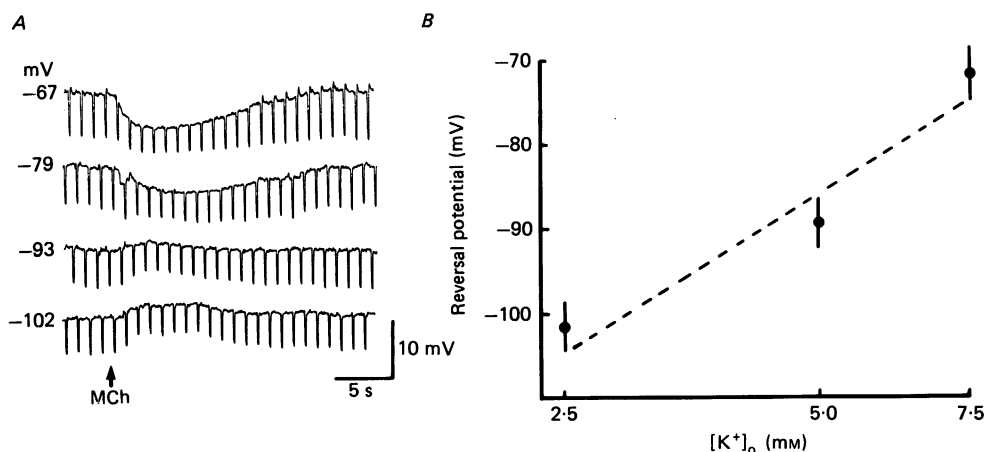 A
mV
−67
−79
−93
−102
MCh
10 mV
5 s
B
Reversal potential (mV)
−70
−80
−90
−100
2·5
5·0
7·5
[K+]o (mM)